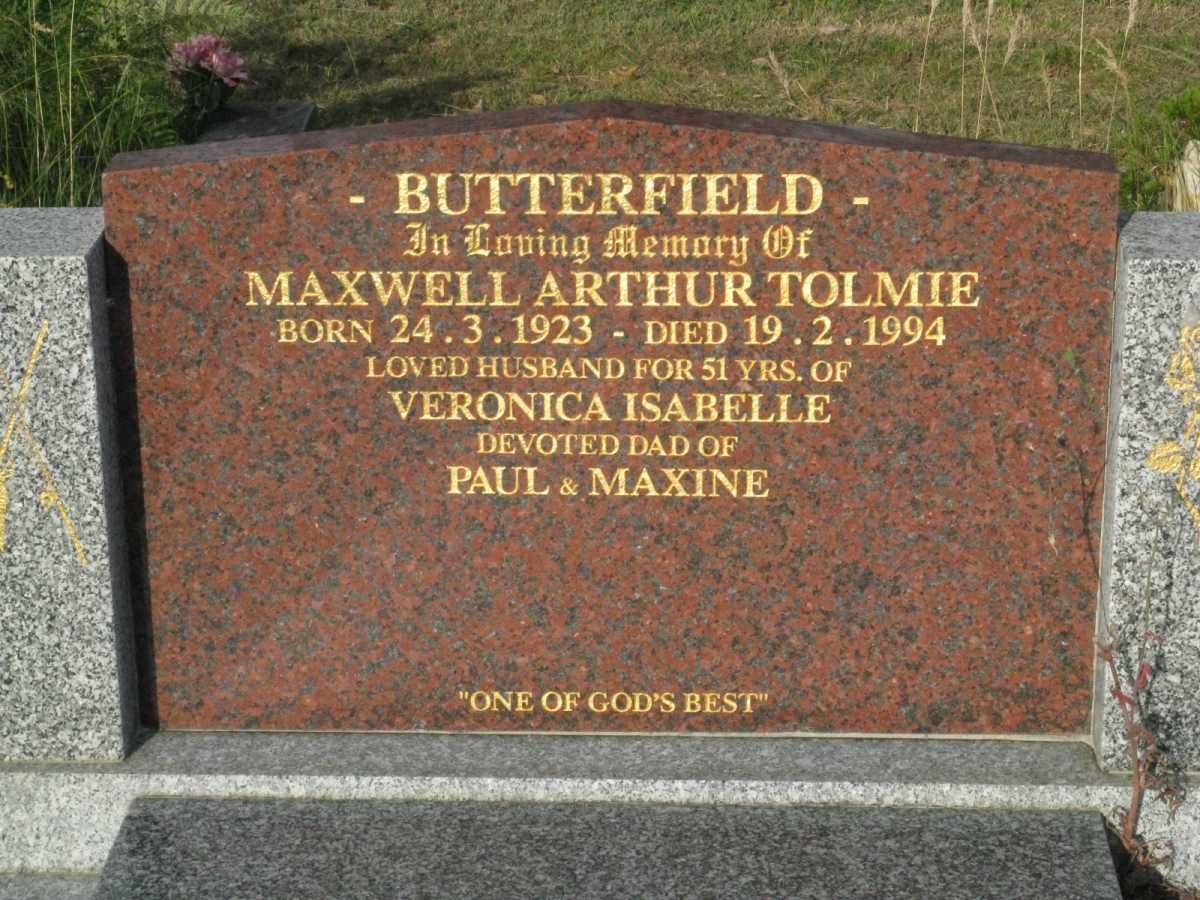 - BUTTERFIELD -
In Loving Memory Of
MAXWELL ARTHUR TOLMIE
BORN 24.3.1923 - DIED 19.2.1994
LOVED HUSBAND FOR 51 YRS. OF
VERONICA ISABELLE
DEVOTED DAD OF
PAUL & MAXINE
"ONE OF GOD'S BEST"